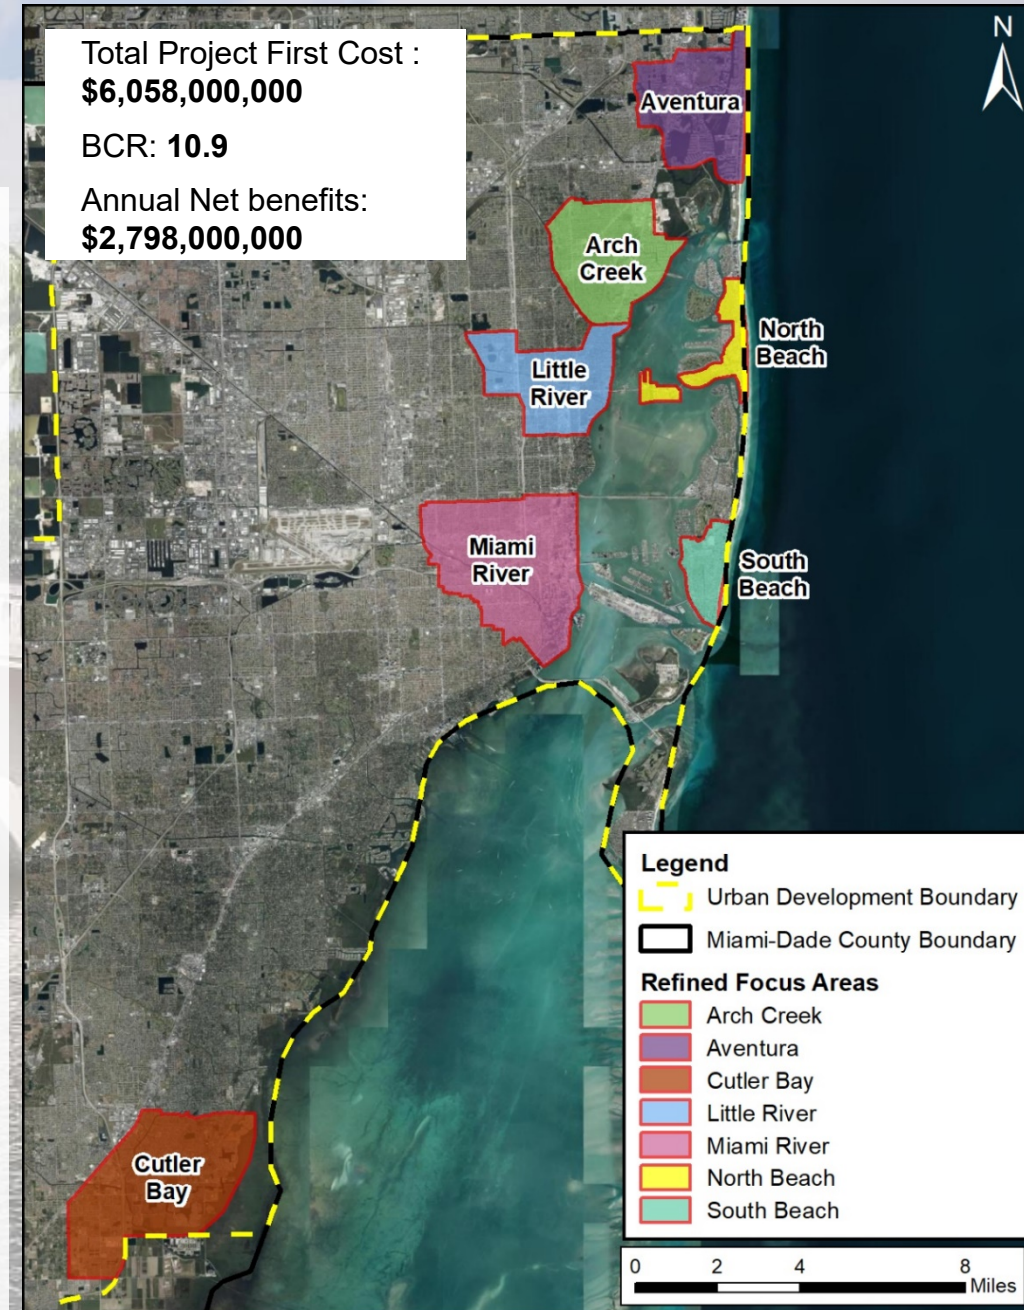 Total Project First Cost :
$6,058,000,000
BCR: 10.9
Annual Net benefits:
$2,798,000,000
N
Aventura
Arch
Creek
North
Beach
Little
River
Miami
River
South
Beach
Cutler
Bay
Legend
Urban Development Boundary
Miami-Dade County Boundary
Refined Focus Areas
Arch Creek
Aventura
Cutler Bay
Little River
Miami River
North Beach
South Beach
0 2 4 8
Miles